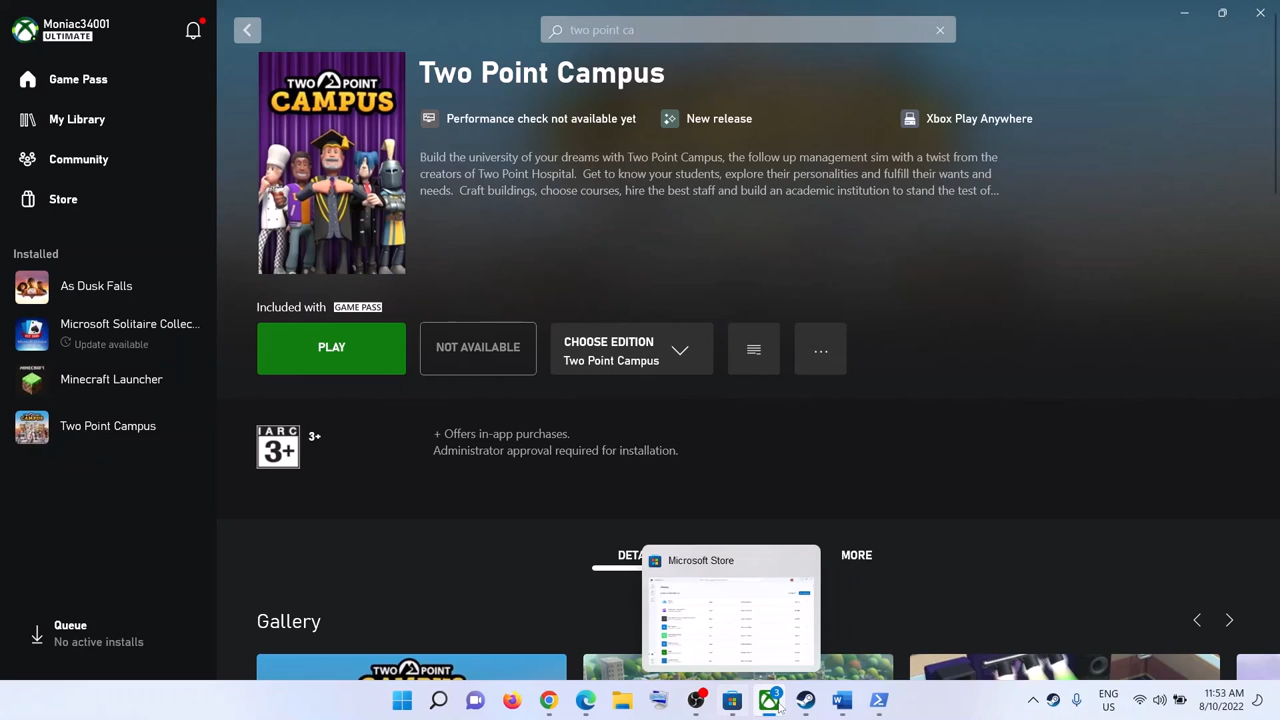 Moniac34001
ULTIMATE
Game Pass
My Library
Community
Store
Installed
As Dusk Falls
Microsoft Solitaire Collec...
Update available
Minecraft Launcher
Two Point Campus
Queue
No active installs
two point ca
TWO POINT
CAMPUS
Two Point Campus
Performance check not available yet
New release
Xbox Play Anywhere
Build the university of your dreams with Two Point Campus, the follow up management sim with a twist from the
creators of Two Point Hospital. Get to know your students, explore their personalities and fulfill their wants and
needs. Craft buildings, choose courses, hire the best staff and build an academic institution to stand the test of...
Included with GAME PASS
PLAY
NOT AVAILABLE
CHOOSE EDITION
Two Point Campus
...
IARC
3+
3+
+ Offers in-app purchases.
Administrator approval required for installation.
DETA
MORE
Microsoft Store
Gallery
TWO POINT
3
ENG
US
11:53 AM